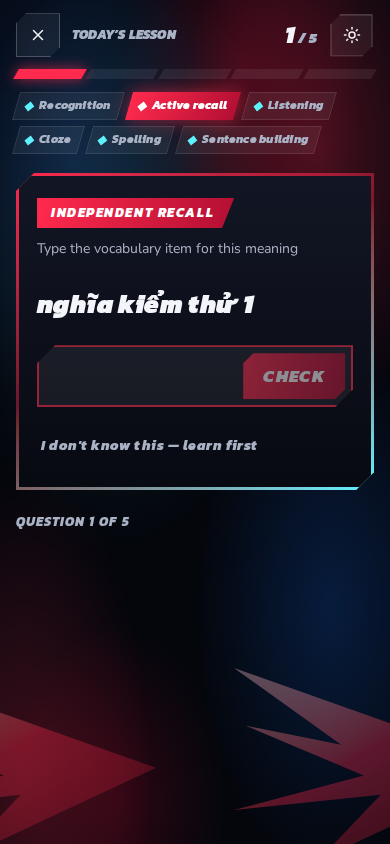 TODAY'S LESSON
1 / 5
Recognition
Active recall
Listening
Cloze
Spelling
Sentence building
INDEPENDENT RECALL
Type the vocabulary item for this meaning
nghĩa kiểm thử 1
CHECK
I don't know this — learn first
QUESTION 1 OF 5